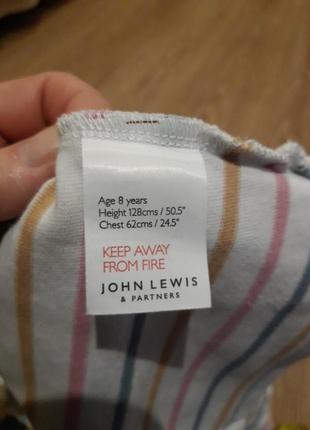 Age 8 years
Height 128cms / 50.5"
Chest 62cms / 24.5"
KEEP AWAY
FROM FIRE
JOHN LEWIS
& PARTNERS